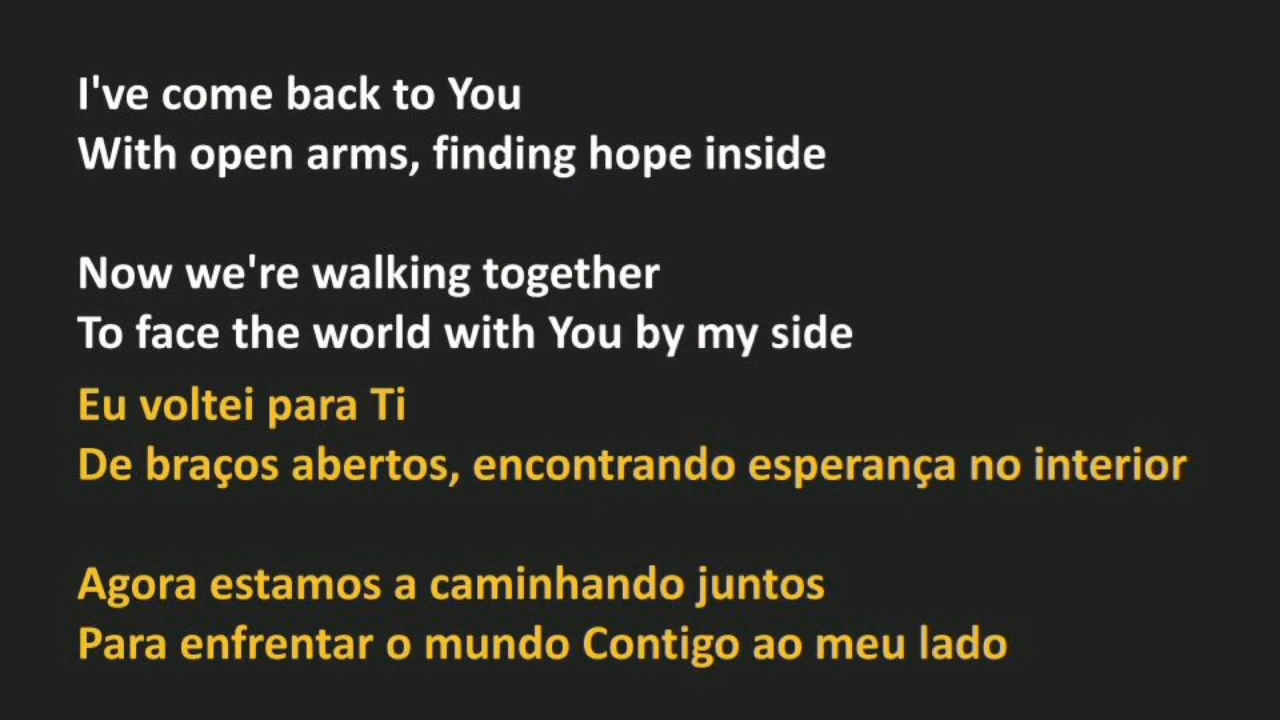 I've come back to You
With open arms, finding hope inside
Now we're walking together
To face the world with You by my side
Eu voltei para Ti
De braços abertos, encontrando esperança no interior
Agora estamos a caminhando juntos
Para enfrentar o mundo Contigo ao meu lado